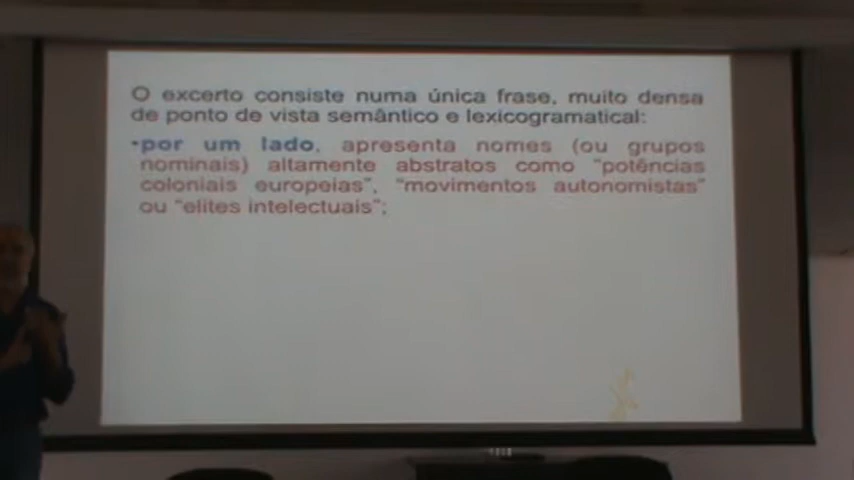 O excerto consiste numa única frase, muito densa
de ponto de vista semântico e lexicogramatical:
•por um lado, apresenta nomes (ou grupos
nominais) altamente abstratos como “potências
coloniais europeias”, “movimentos autonomistas”
ou “elites intelectuais”;